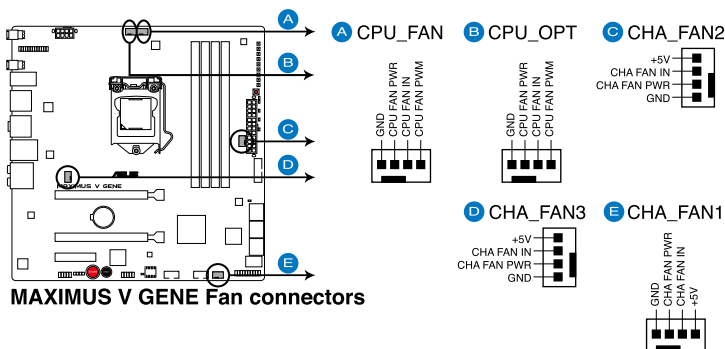 A
B
C
D
E
MAXIMUS V GENE
MAXIMUS V GENE Fan connectors
A CPU_FAN
GND
CPU FAN PWR
CPU FAN IN
CPU FAN PWM
B CPU_OPT
GND
CPU FAN PWR
CPU FAN IN
CPU FAN PWM
C CHA_FAN2
+5V
CHA FAN IN
CHA FAN PWR
GND
D CHA_FAN3
+5V
CHA FAN IN
CHA FAN PWR
GND
E CHA_FAN1
GND
CHA FAN PWR
CHA FAN IN
+5V